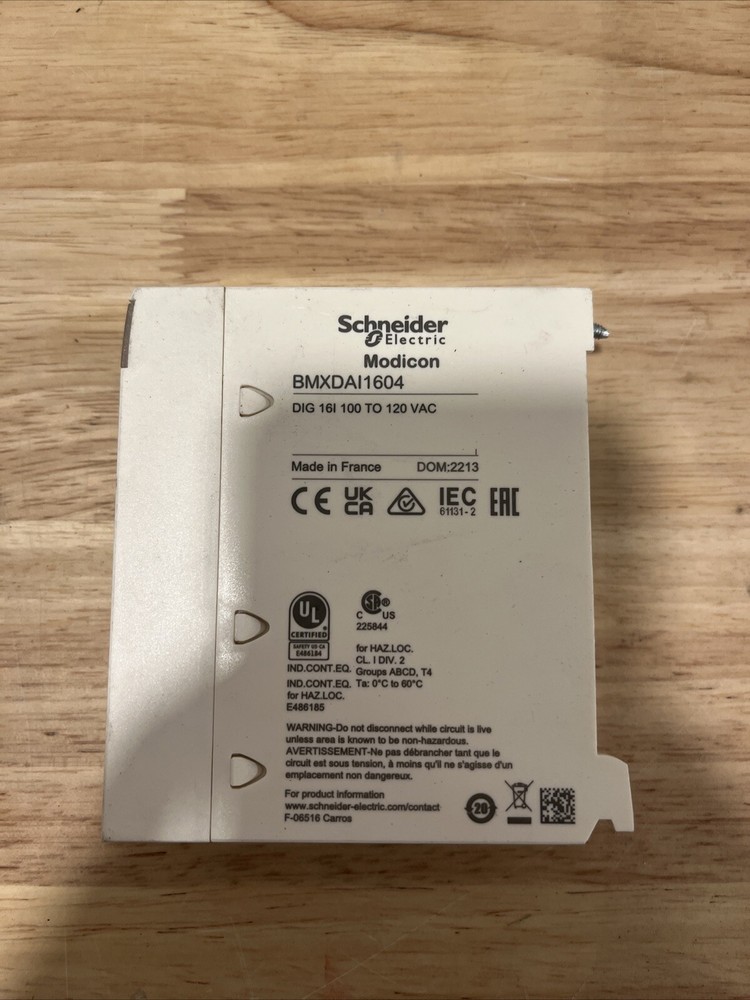 Schneider
Electric
Modicon
BMXDAI1604
DIG 16I 100 TO 120 VAC
Made in France DOM:2213
CE UK CA IEC 61131-2 EAC
UL
CERTIFIED
SAFETY US CA
E486184
SA ®
C US
225844
IND.CONT.EQ.
IND.CONT.EQ.
for HAZ.LOC.
E486185
for HAZ.LOC.
CL. I DIV. 2
Groups ABCD, T4
Ta: 0°C to 60°C
WARNING-Do not disconnect while circuit is live
unless area is known to be non-hazardous.
AVERTISSEMENT-Ne pas débrancher tant que le
circuit est sous tension, à moins qu'il ne s'agisse d'un
emplacement non dangereux.
For product information
www.schneider-electric.com/contact
F-06516 Carros
20